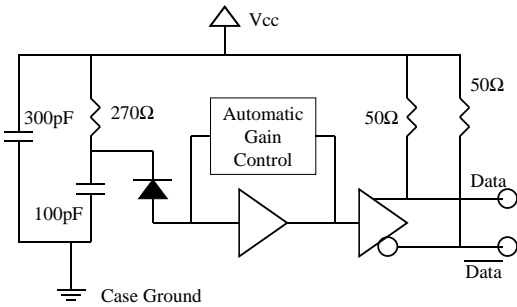 Vcc
50Ω
300pF
270Ω
Automatic
Gain
Control
50Ω
100pF
Data
Data
Case Ground